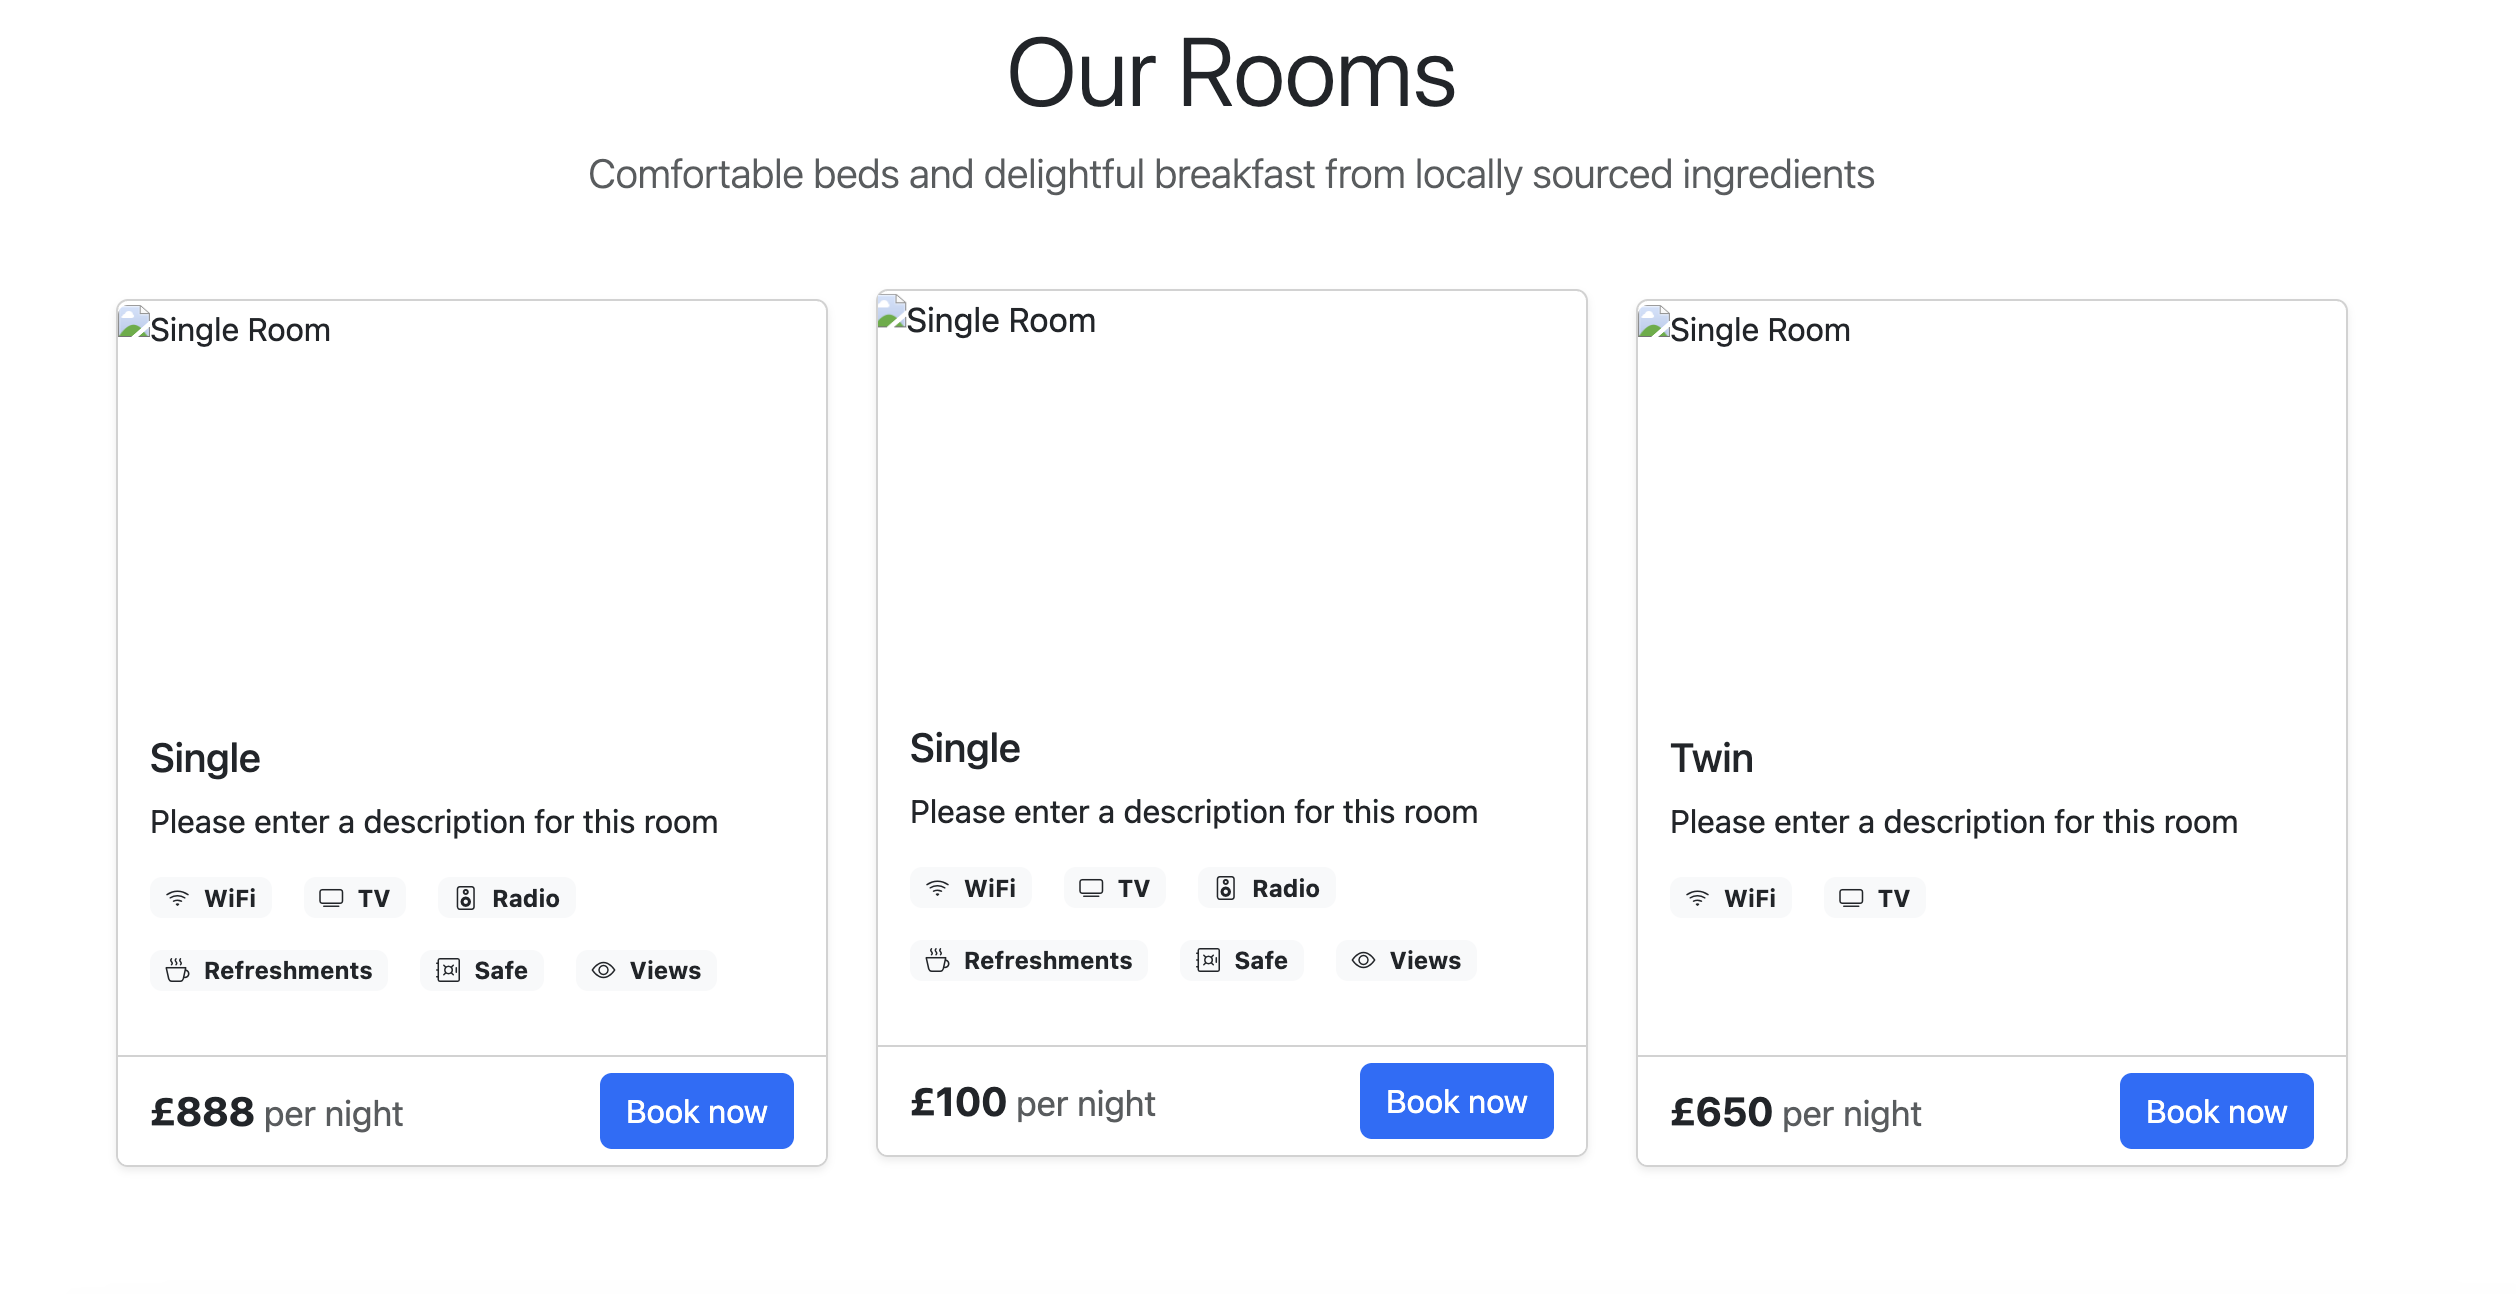 Our Rooms
Comfortable beds and delightful breakfast from locally sourced ingredients
Single Room
Single
Please enter a description for this room
WiFi TV Radio
Refreshments Safe Views
£888 per night Book now
Single Room
Single
Please enter a description for this room
WiFi TV Radio
Refreshments Safe Views
£100 per night Book now
Single Room
Twin
Please enter a description for this room
WiFi TV
£650 per night Book now